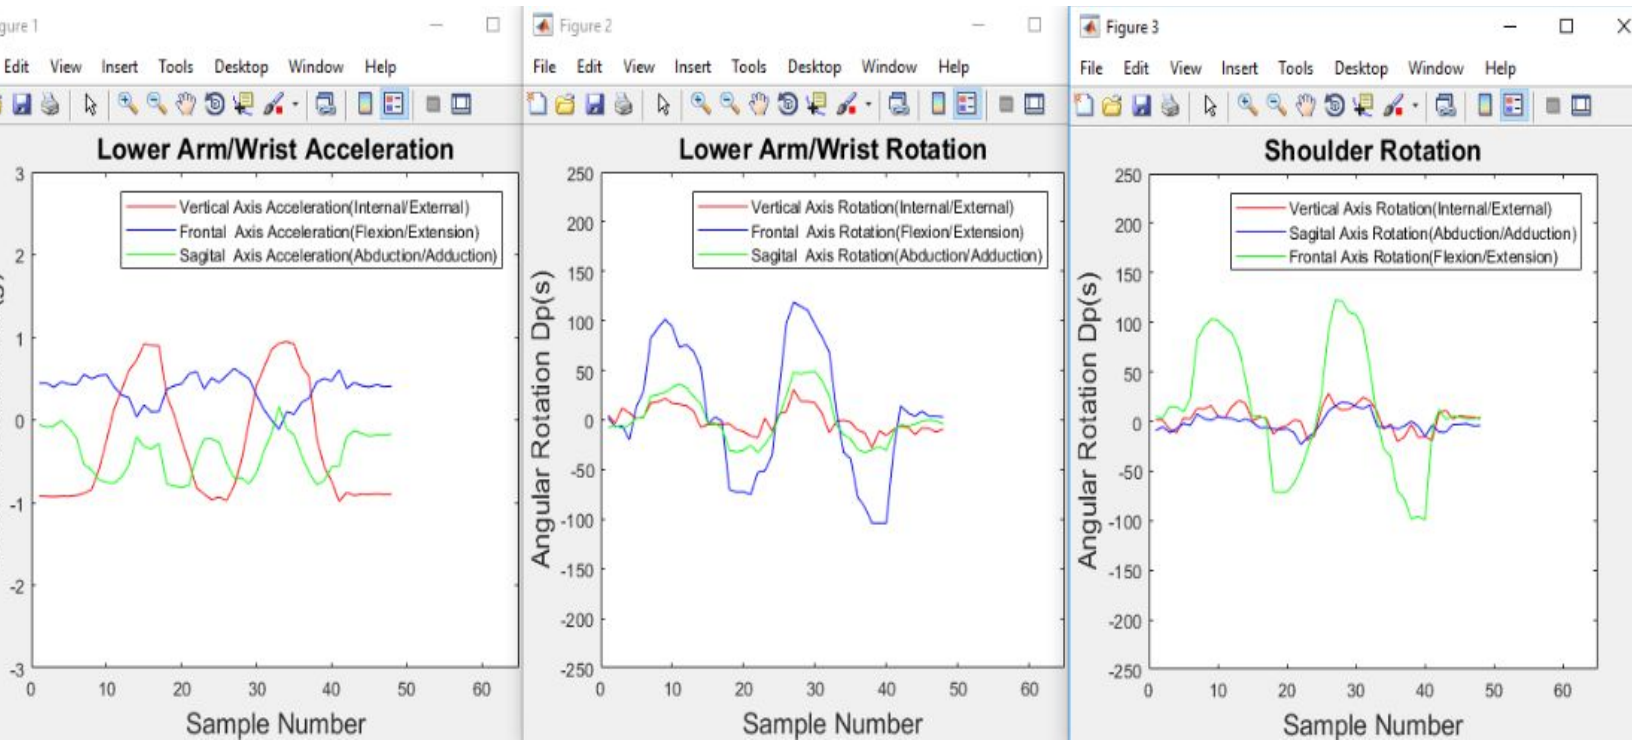 gure 1
Edit View Insert Tools Desktop Window Help
Lower Arm/Wrist Acceleration
Vertical Axis Acceleration(Internal/External)
Frontal Axis Acceleration(Flexion/Extension)
Sagital Axis Acceleration(Abduction/Adduction)
3
2
1
0
-1
-2
-3
0 10 20 30 40 50 60
Sample Number
Figure 2
File Edit View Insert Tools Desktop Window Help
Lower Arm/Wrist Rotation
Vertical Axis Rotation(Internal/External)
Frontal Axis Rotation(Flexion/Extension)
Sagital Axis Rotation(Abduction/Adduction)
Angular Rotation Dp(s)
250
200
150
100
50
0
-50
-100
-150
-200
-250
0 10 20 30 40 50 60
Sample Number
Figure 3
File Edit View Insert Tools Desktop Window Help
Shoulder Rotation
Vertical Axis Rotation(Internal/External)
Sagital Axis Rotation(Abduction/Adduction)
Frontal Axis Rotation(Flexion/Extension)
Angular Rotation Dp(s)
250
200
150
100
50
0
-50
-100
-150
-200
-250
0 10 20 30 40 50 60
Sample Number